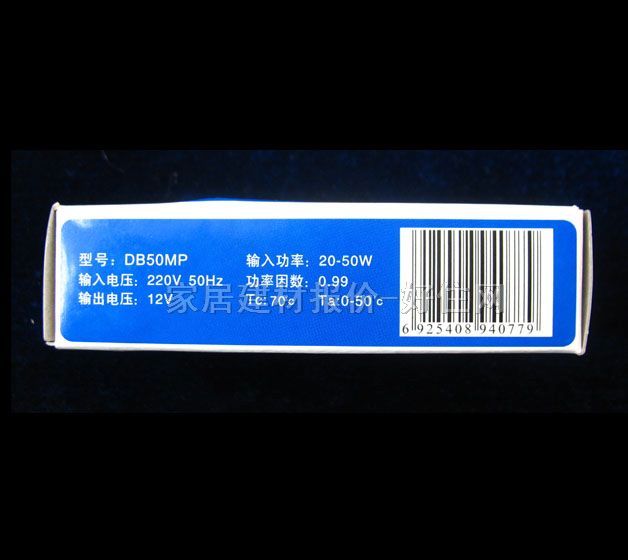 型号: DB50MP
输入电压: 220V 50Hz
输出电压: 12V
输入功率: 20-50W
功率因数: 0.99
Tc: 70℃ Ta:0-50℃
6 925408 940779
家居建材报价-好住网